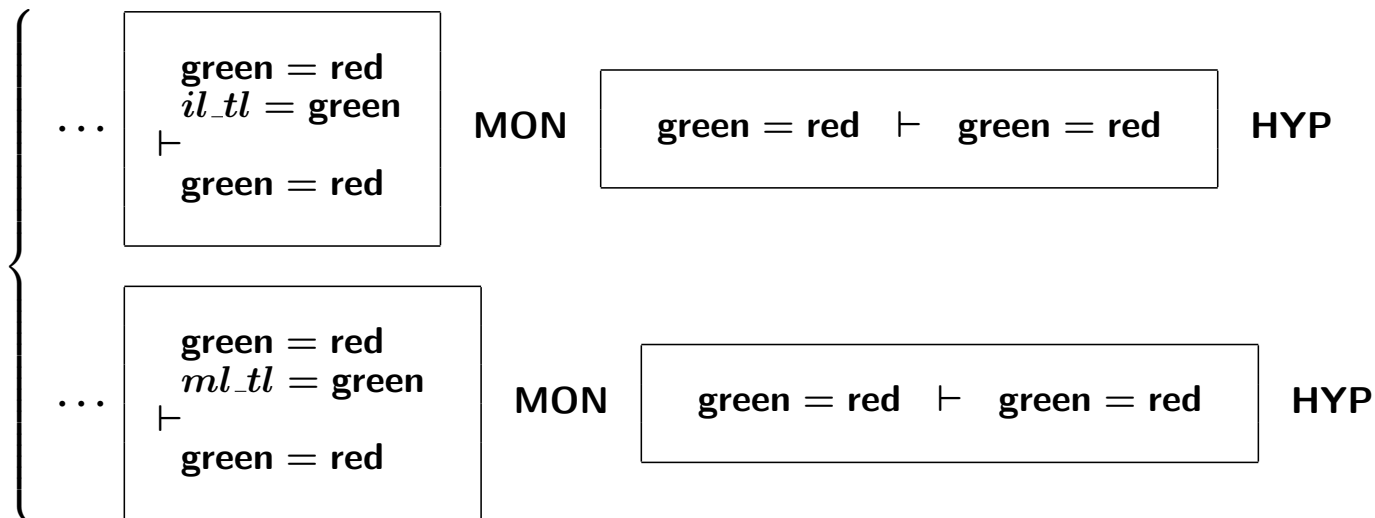 green = red
il_tl = green
⊢
green = red
... MON green = red ⊢ green = red HYP
green = red
ml_tl = green
⊢
green = red
... MON green = red ⊢ green = red HYP